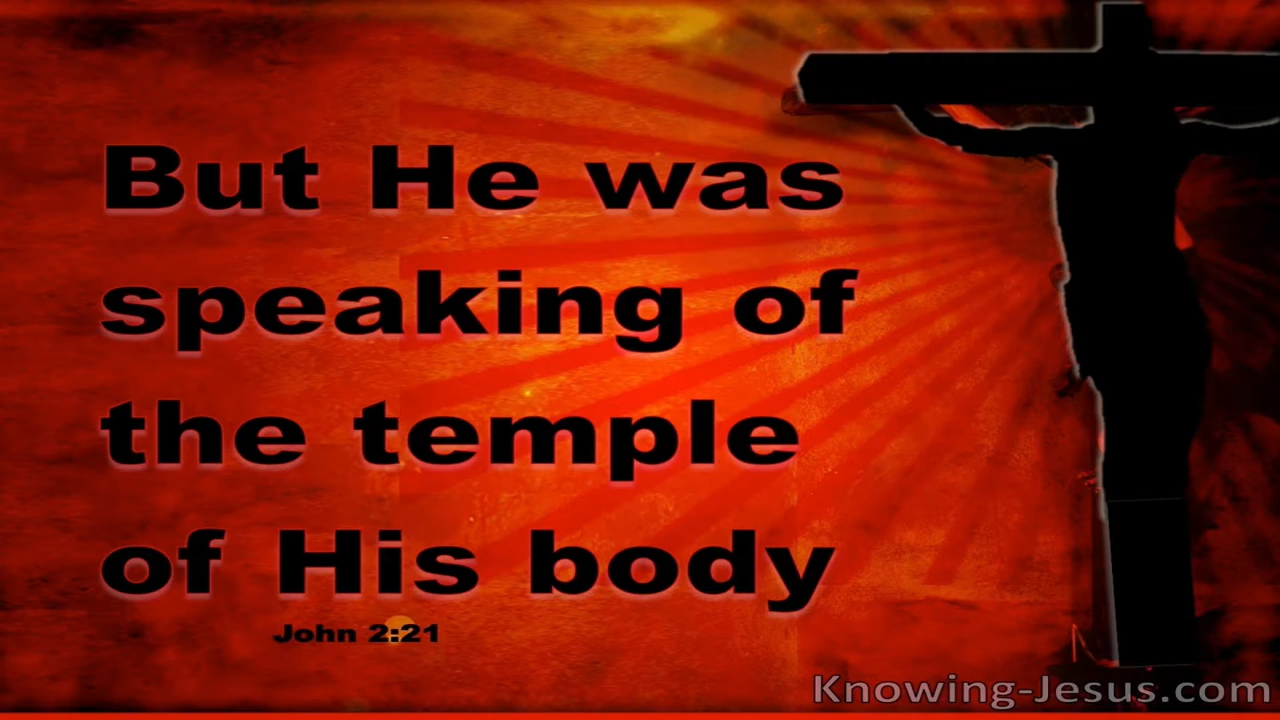 But He was
speaking of
the temple
of His body
John 2:21
Knowing-Jesus.com